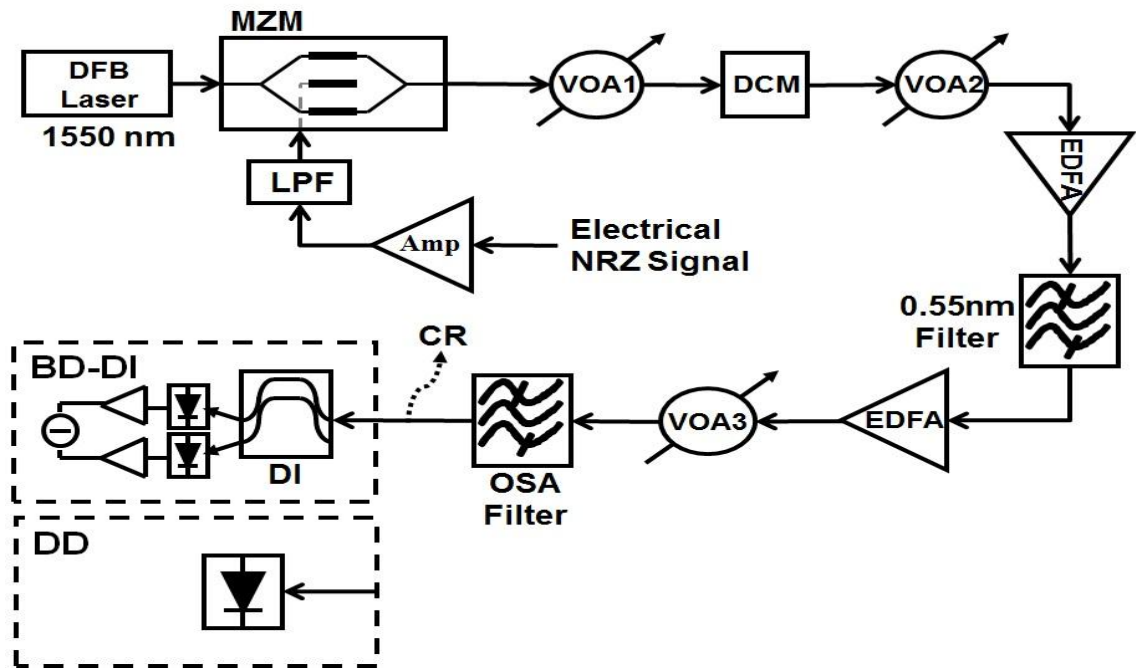 MZM
DFB
Laser
1550 nm
VOA1
DCM
VOA2
EDFA
LPF
Amp
Electrical
NRZ Signal
0.55nm
Filter
EDFA
VOA3
OSA
Filter
CR
BD-DI
DI
DD